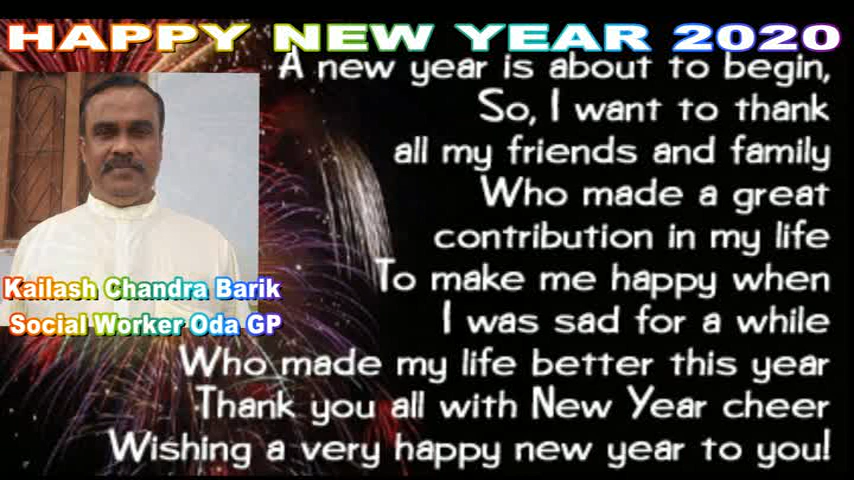 HAPPY NEW YEAR 2020
A new year is about to begin,
So, I want to thank
all my friends and family
Who made a great
contribution in my life
To make me happy when
I was sad for a while
Who made my life better this year
Thank you all with New Year cheer
Wishing a very happy new year to you!
Kailash Chandra Barik
Social Worker Oda GP